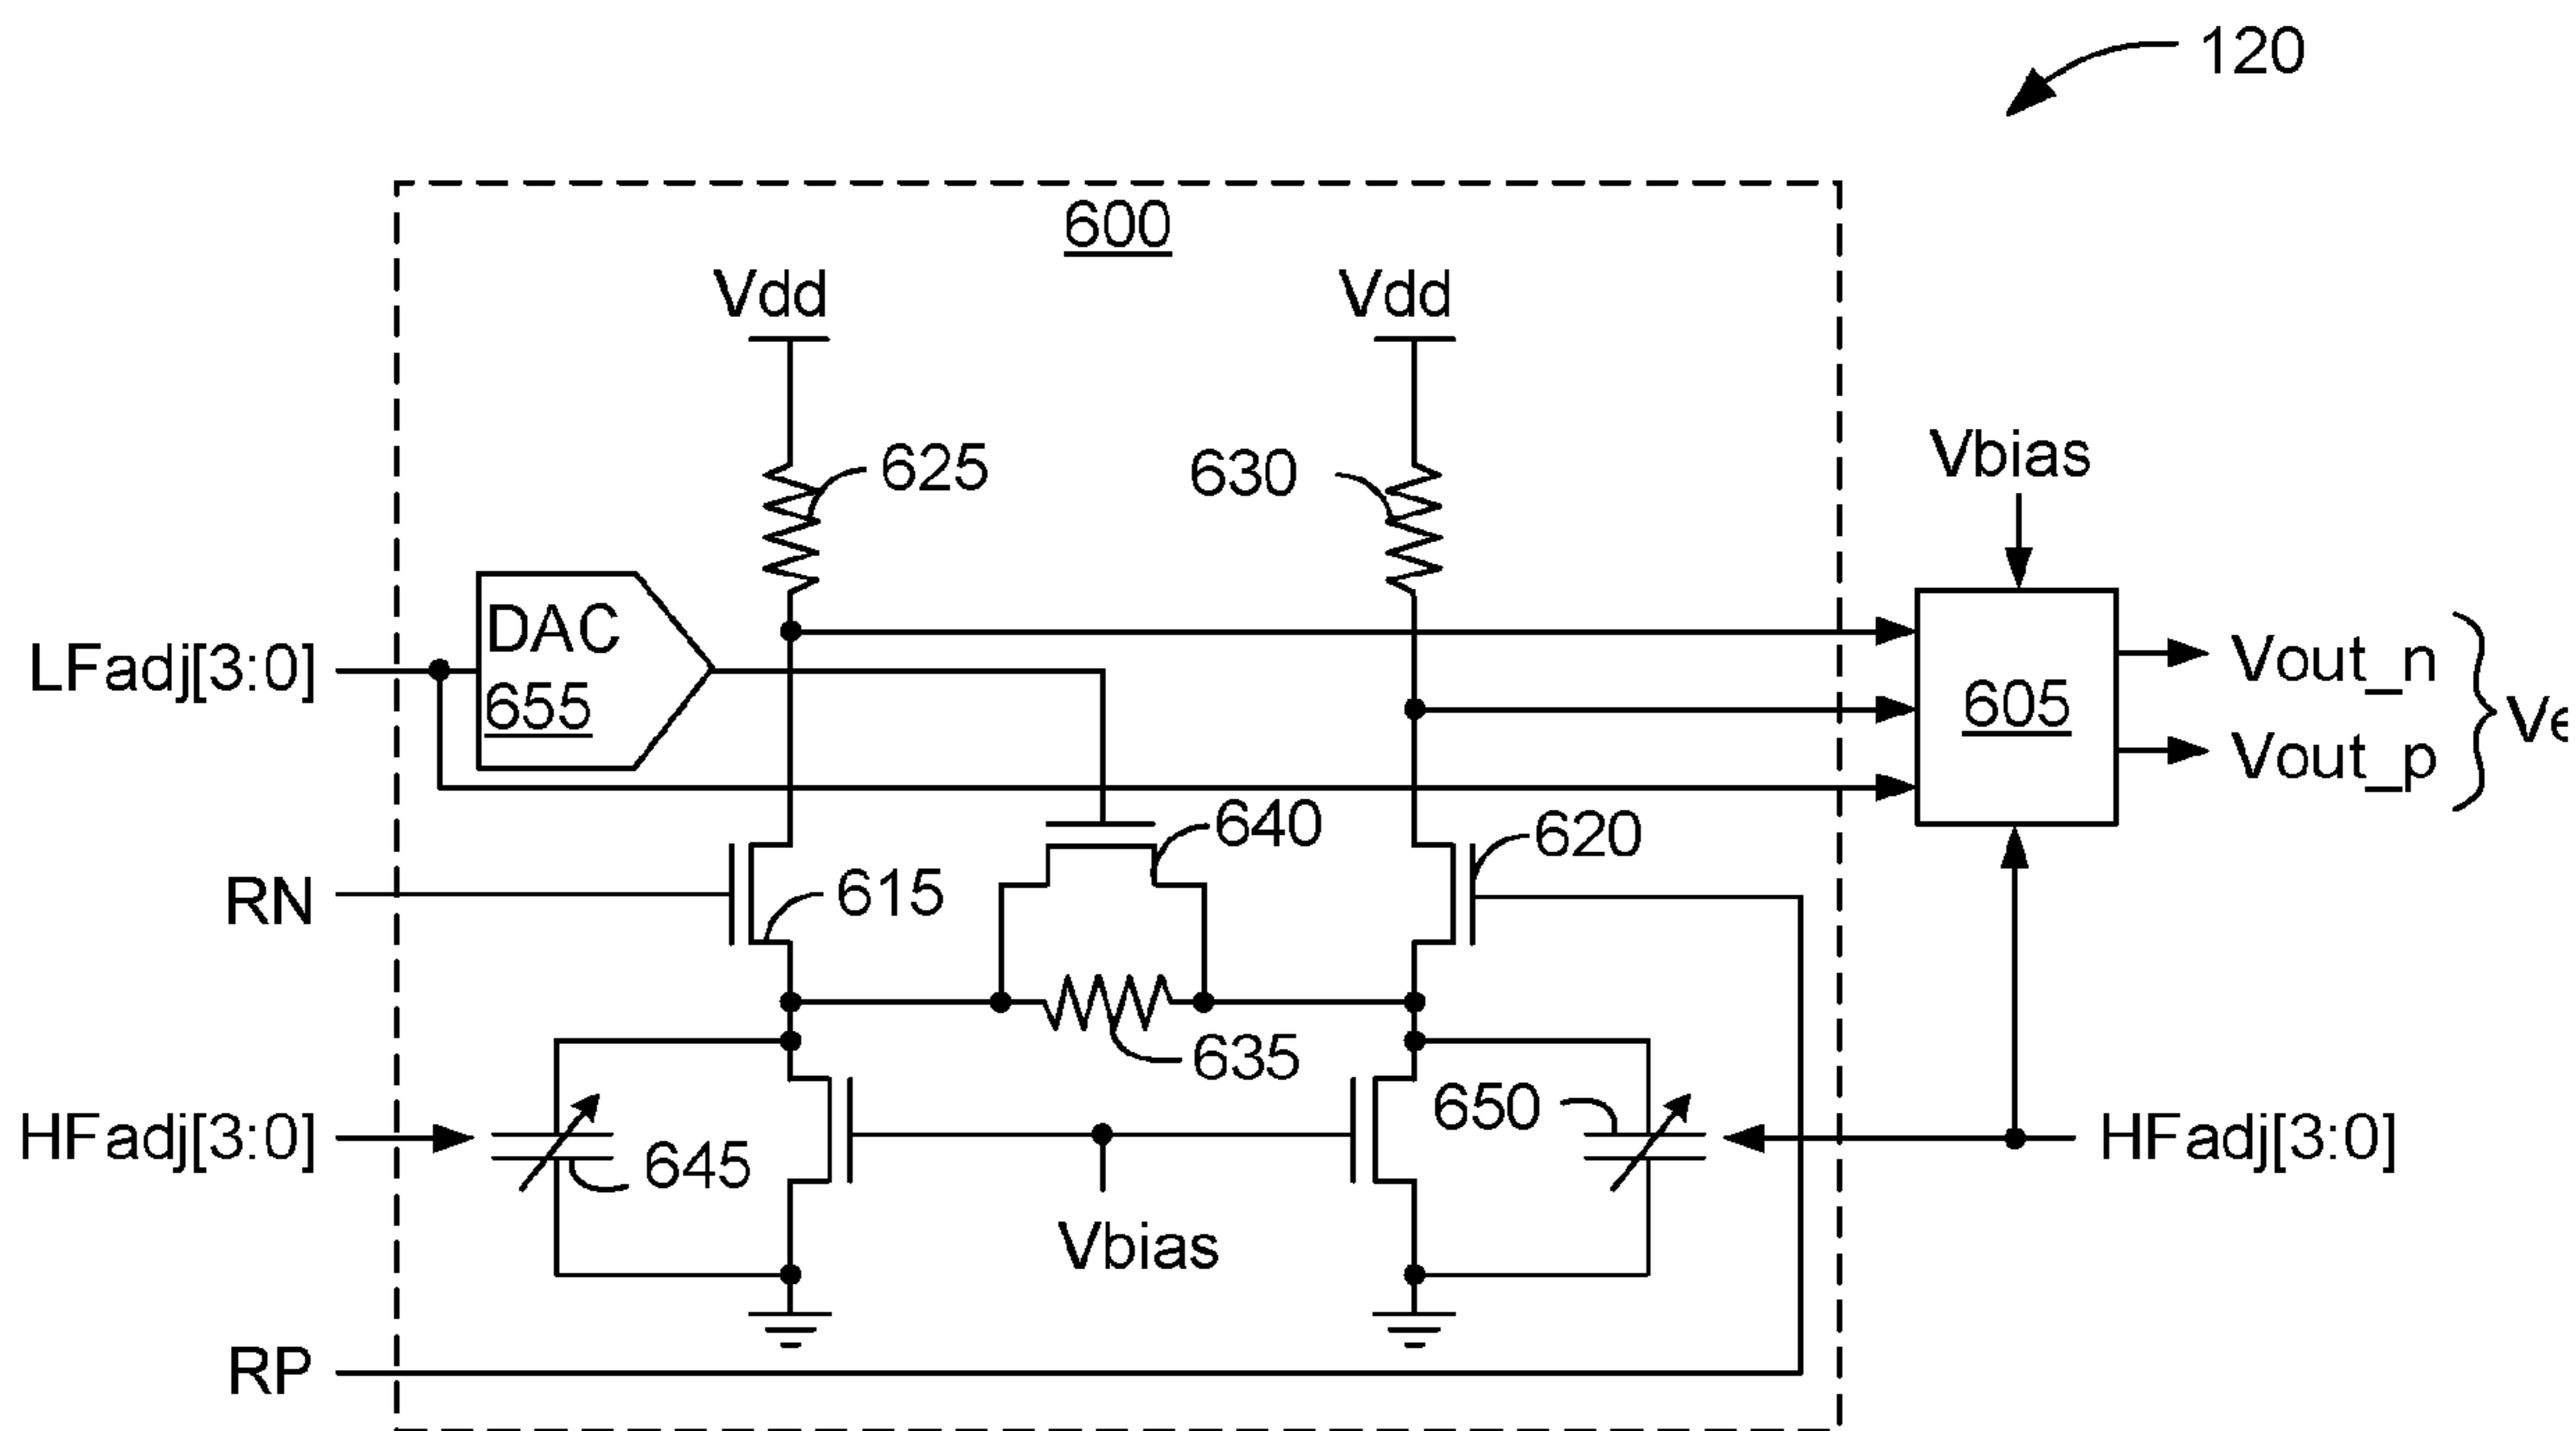 120
600
Vdd
Vdd
625
630
Vbias
DAC
655
LFadj[3:0]
605
Vout_n
Vout_p
640
620
RN
615
635
HFadj[3:0]
645
650
HFadj[3:0]
Vbias
RP